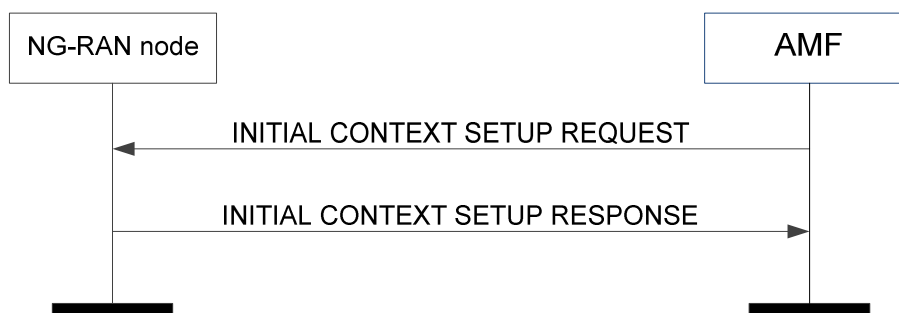 NG-RAN node
AMF
INITIAL CONTEXT SETUP REQUEST
INITIAL CONTEXT SETUP RESPONSE